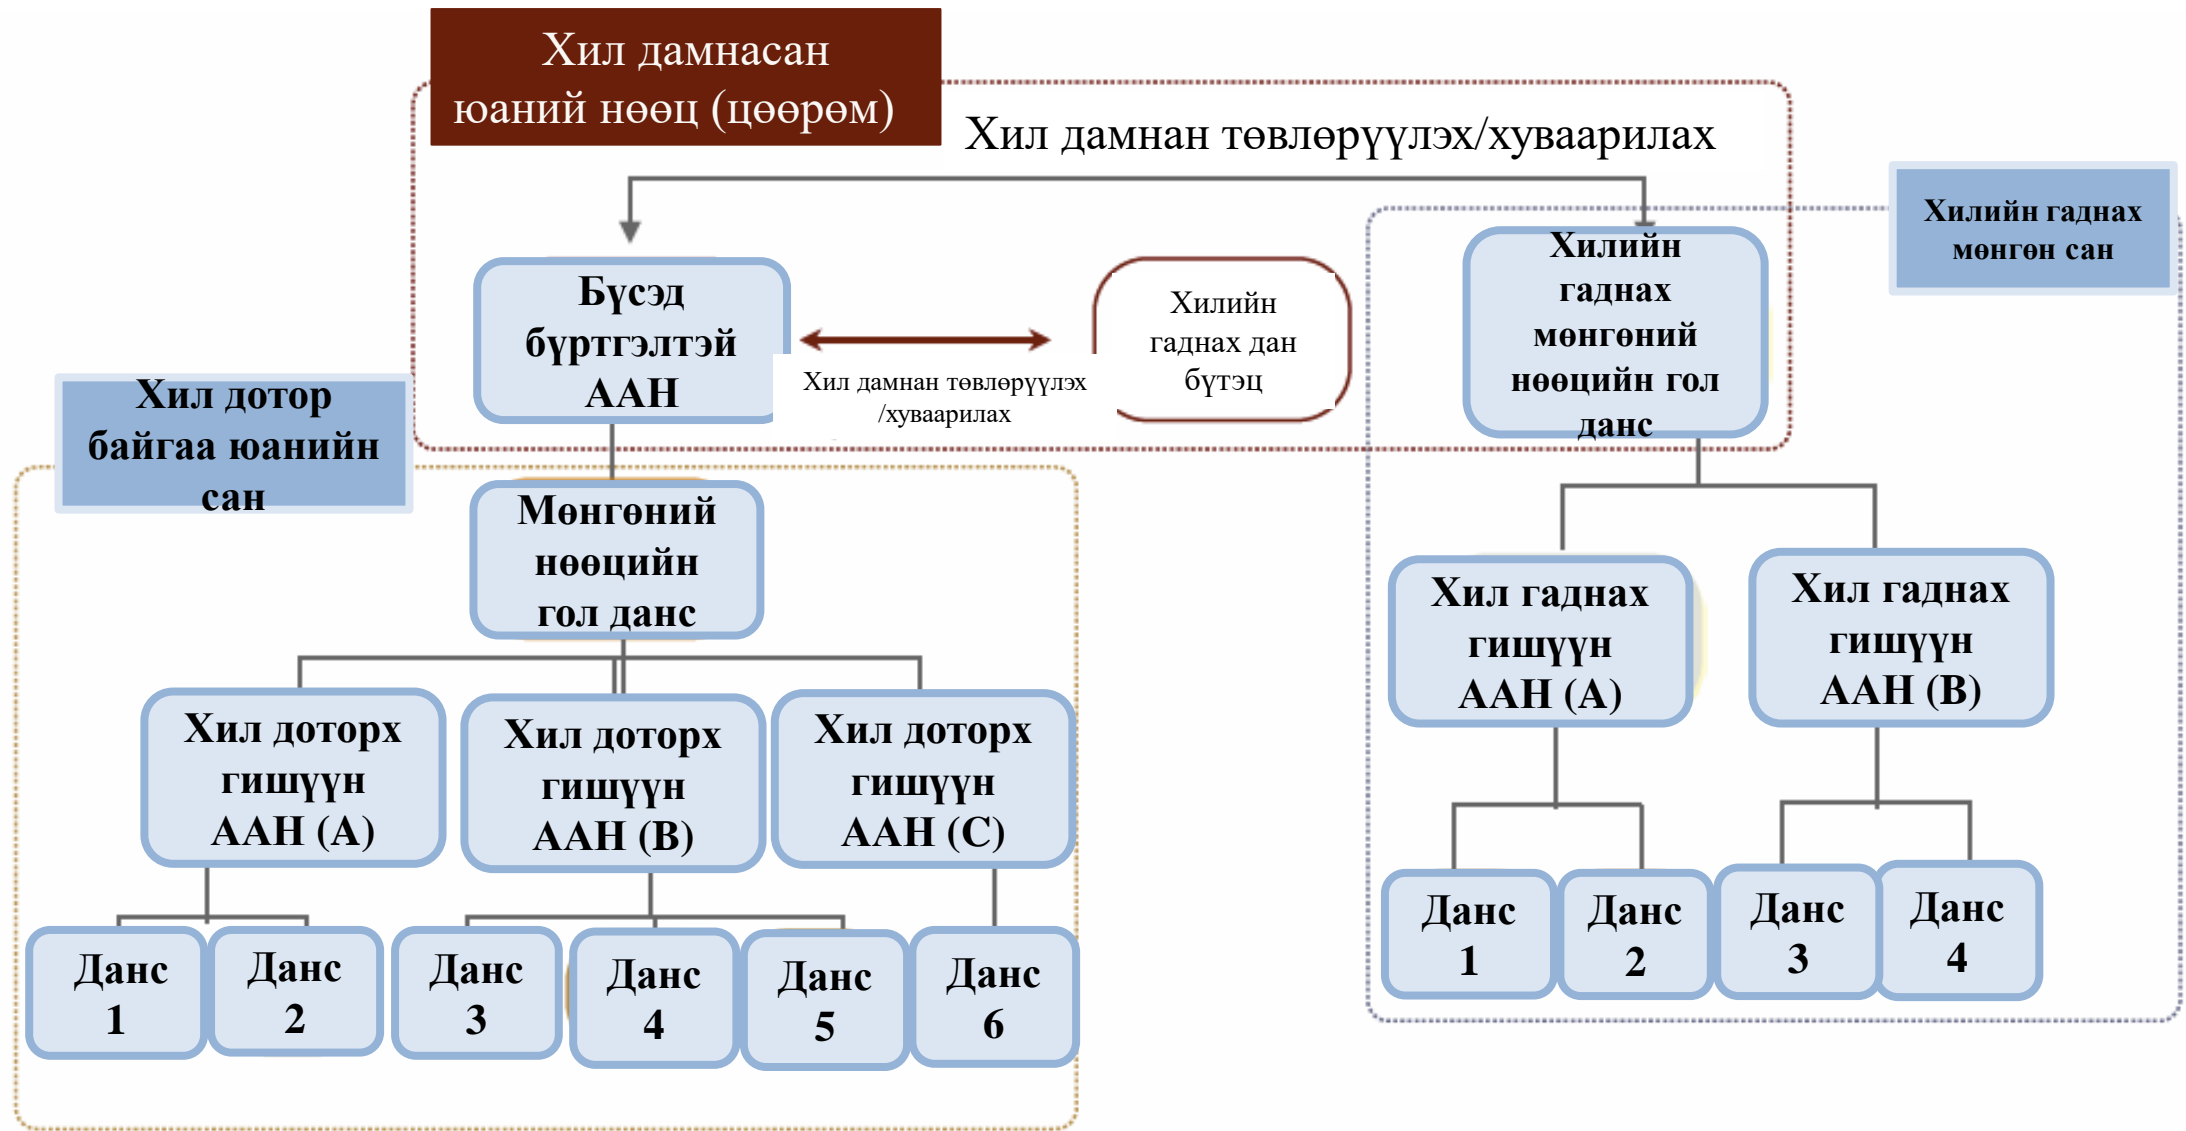 Хил дамнасан
юаний нөөц (цөөрөм)
Хил дамнан төвлөрүүлэх/хуваарилах
Хилийн гаднах
мөнгөн сан
Бүсэд
бүртгэлтэй
ААН
Хил дамнан төвлөрүүлэх
/хуваарилах
Хилийн
гаднах дан
бүтэц
Хилийн
гаднах
мөнгөний
нөөцийн гол
данс
Хил дотор
байгаа юанийн
сан
Мөнгөний
нөөцийн
гол данс
Хил доторх
гишүүн
ААН (А)
Хил доторх
гишүүн
ААН (В)
Хил доторх
гишүүн
ААН (С)
Данс
1
Данс
2
Данс
3
Данс
4
Данс
5
Данс
6
Хил гаднах
гишүүн
ААН (А)
Хил гаднах
гишүүн
ААН (В)
Данс
1
Данс
2
Данс
3
Данс
4